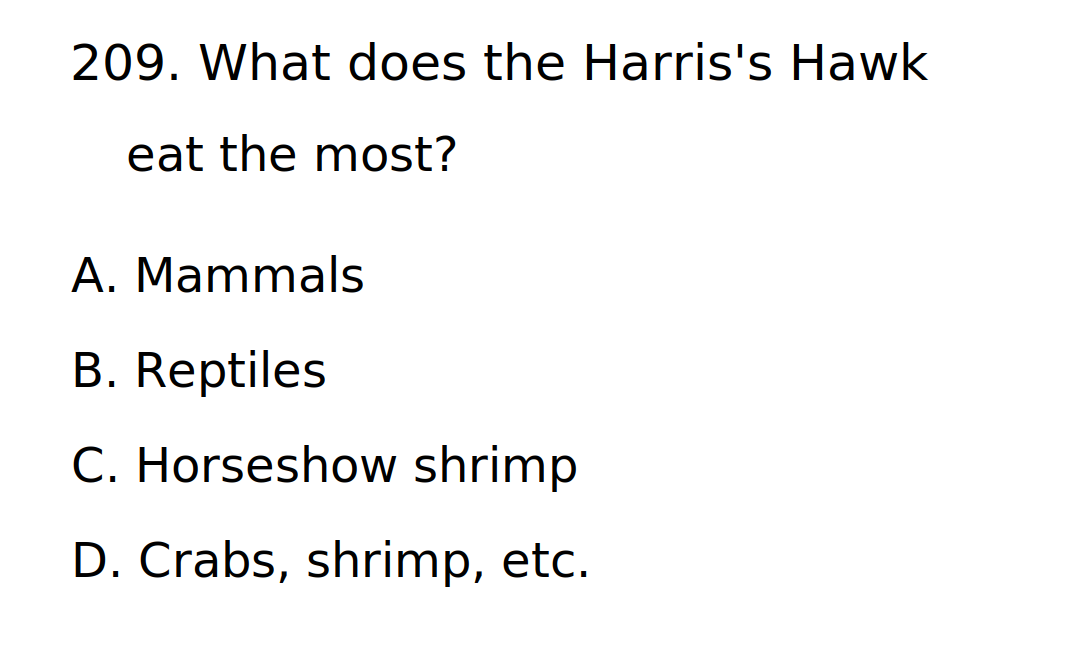 209. What does the Harris's Hawk
eat the most?
A. Mammals
B. Reptiles
C. Horseshow shrimp
D. Crabs, shrimp, etc.